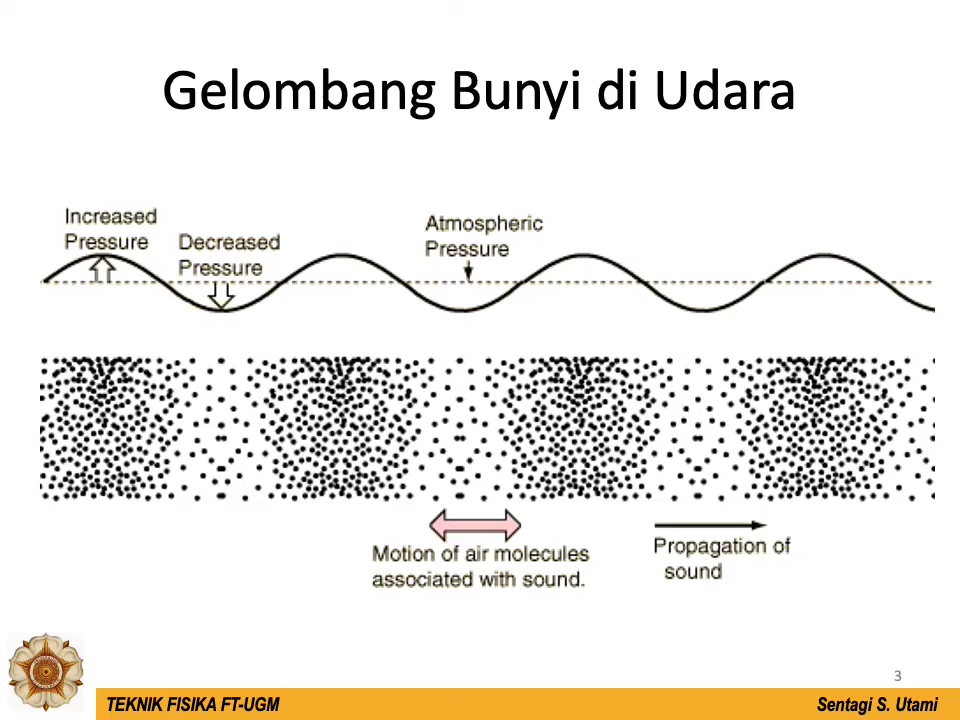 Gelombang Bunyi di Udara
Increased
Pressure
Decreased
Pressure
Atmospheric
Pressure
Motion of air molecules
associated with sound.
Propagation of
sound
3
TEKNIK FISIKA FT-UGM
Sentagi S. Utami